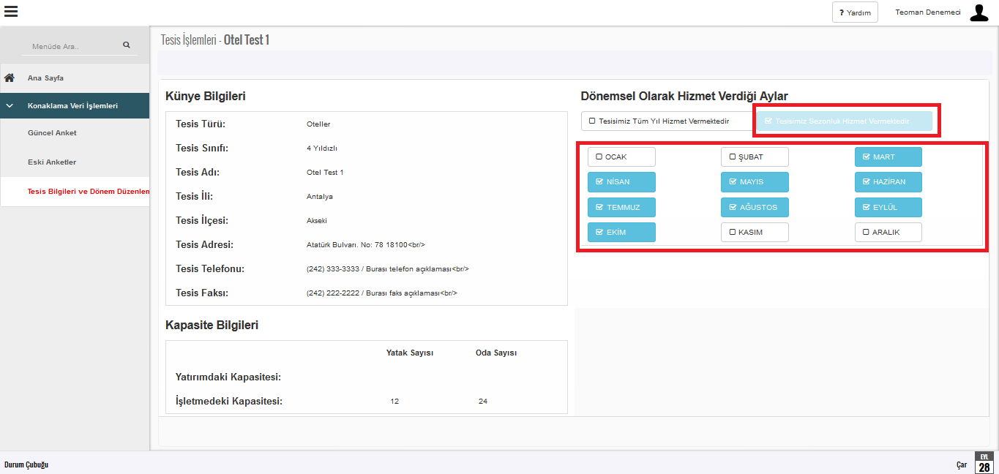 ? Yardım
Teoman Denemeci
Menüde Ara..
Ana Sayfa
Konaklama Veri İşlemleri
Güncel Anket
Eski Anketler
Tesis Bilgileri ve Dönem Düzenlen
Tesis İşlemleri - Otel Test 1
Künye Bilgileri
Tesis Türü: Oteller
Tesis Sınıfı: 4 Yıldızlı
Tesis Adı: Otel Test 1
Tesis İli: Antalya
Tesis İlçesi: Akseki
Tesis Adresi: Atatürk Bulvarı. No: 78 18100<br/>
Tesis Telefonu: (242) 333-3333 / Burası telefon açıklaması<br/>
Tesis Faksı: (242) 222-2222 / Burası faks açıklaması<br/>
Kapasite Bilgileri
Yatak Sayısı Oda Sayısı
Yatırımdaki Kapasitesi:
İşletmedeki Kapasitesi: 12 24
Dönemsel Olarak Hizmet Verdiği Aylar
Tesisimiz Tüm Yıl Hizmet Vermektedir
Tesisimiz Sezonluk Hizmet Vermektedir
OCAK ŞUBAT MART
NİSAN MAYIS HAZİRAN
TEMMUZ AĞUSTOS EYLÜL
EKİM KASIM ARALIK
Durum Çubuğu
Çar
EYL
28